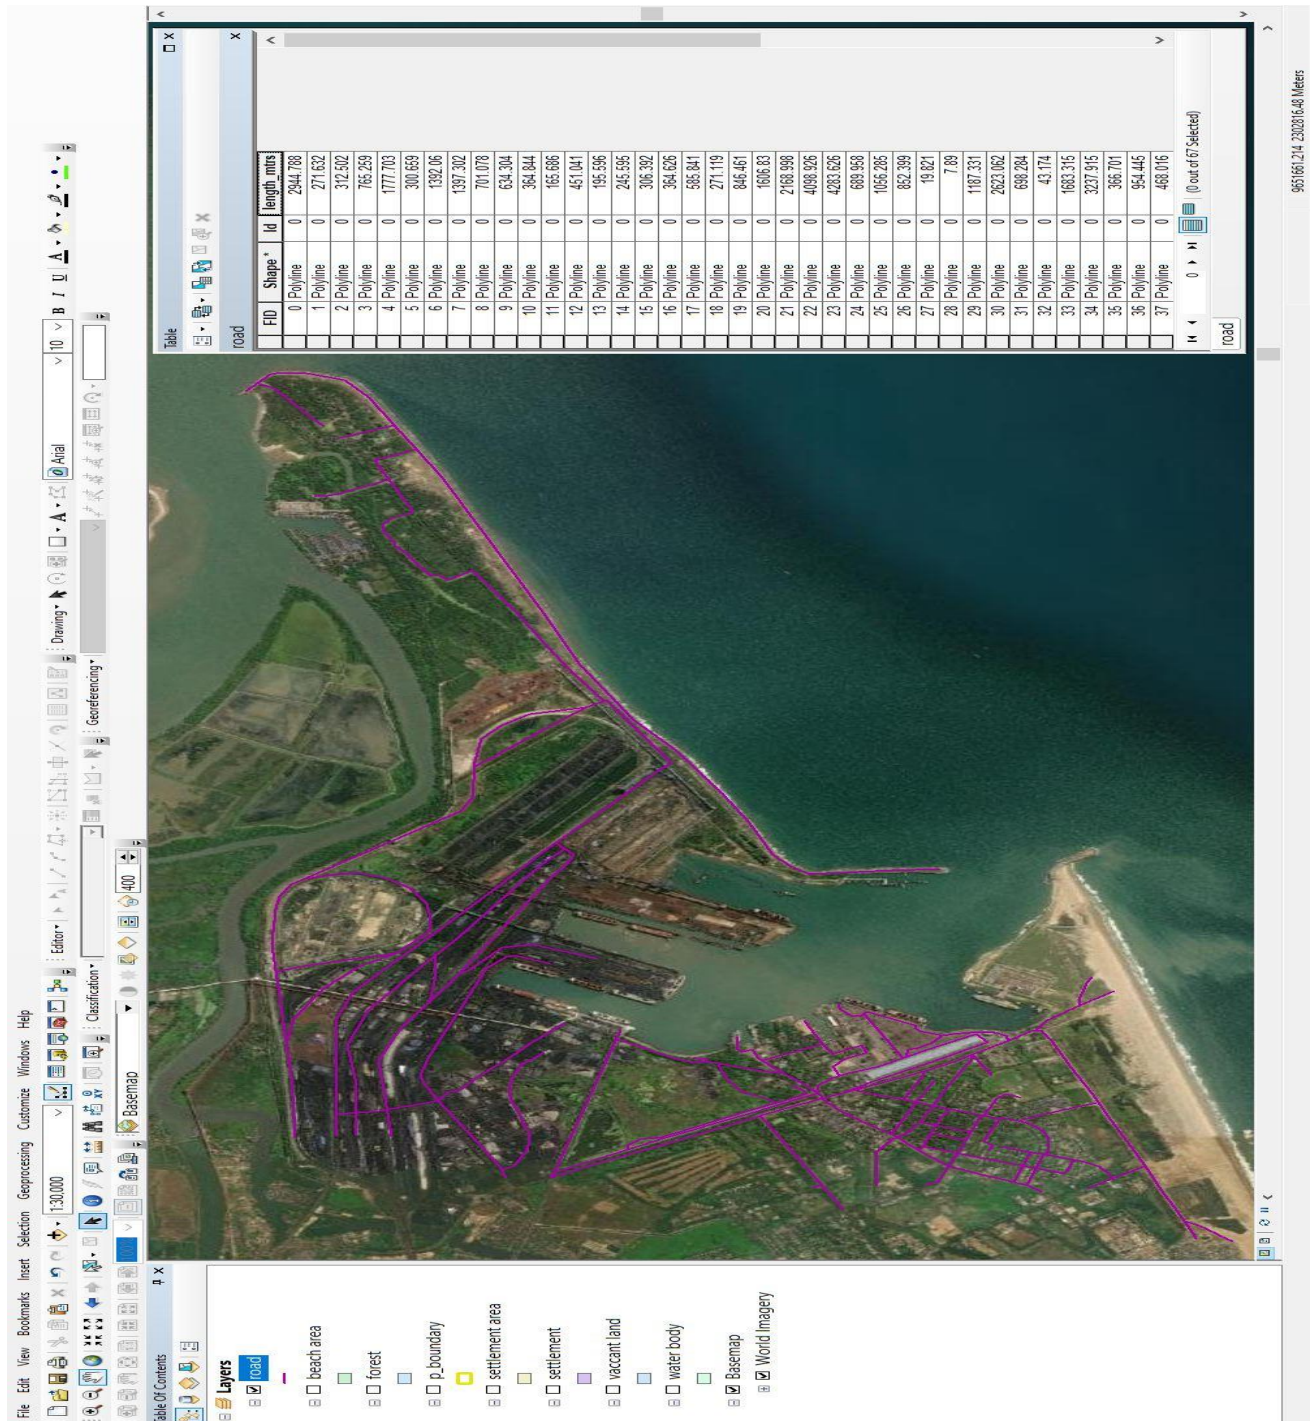 File Edit View Bookmarks Insert Selection Geoprocessing Customize Windows Help
1:30,000
Editor
Drawing
Arial
10
B I U
A
Classification
Georeferencing
Basemap
400
Table Of Contents
Layers
road
beach area
forest
p_boundary
settlement area
settlement
vaccant land
water body
Basemap
World Imagery
Table
road
FID Shape * Id length_mtrs
0 Polyline 0 2944.788
1 Polyline 0 271.632
2 Polyline 0 312.502
3 Polyline 0 765.259
4 Polyline 0 1777.703
5 Polyline 0 300.659
6 Polyline 0 1392.06
7 Polyline 0 1397.302
8 Polyline 0 701.078
9 Polyline 0 634.304
10 Polyline 0 364.844
11 Polyline 0 165.686
12 Polyline 0 451.041
13 Polyline 0 195.596
14 Polyline 0 245.595
15 Polyline 0 306.392
16 Polyline 0 364.626
17 Polyline 0 585.841
18 Polyline 0 271.119
19 Polyline 0 846.461
20 Polyline 0 1606.83
21 Polyline 0 2168.998
22 Polyline 0 4098.926
23 Polyline 0 4283.626
24 Polyline 0 689.958
25 Polyline 0 1056.285
26 Polyline 0 852.399
27 Polyline 0 19.821
28 Polyline 0 7.89
29 Polyline 0 1187.331
30 Polyline 0 2620.062
31 Polyline 0 698.284
32 Polyline 0 43.174
33 Polyline 0 1683.315
34 Polyline 0 3237.915
35 Polyline 0 366.701
36 Polyline 0 954.445
37 Polyline 0 468.016
0 (0 out of 67 Selected)
road
9651661.214 2302816.48 Meters